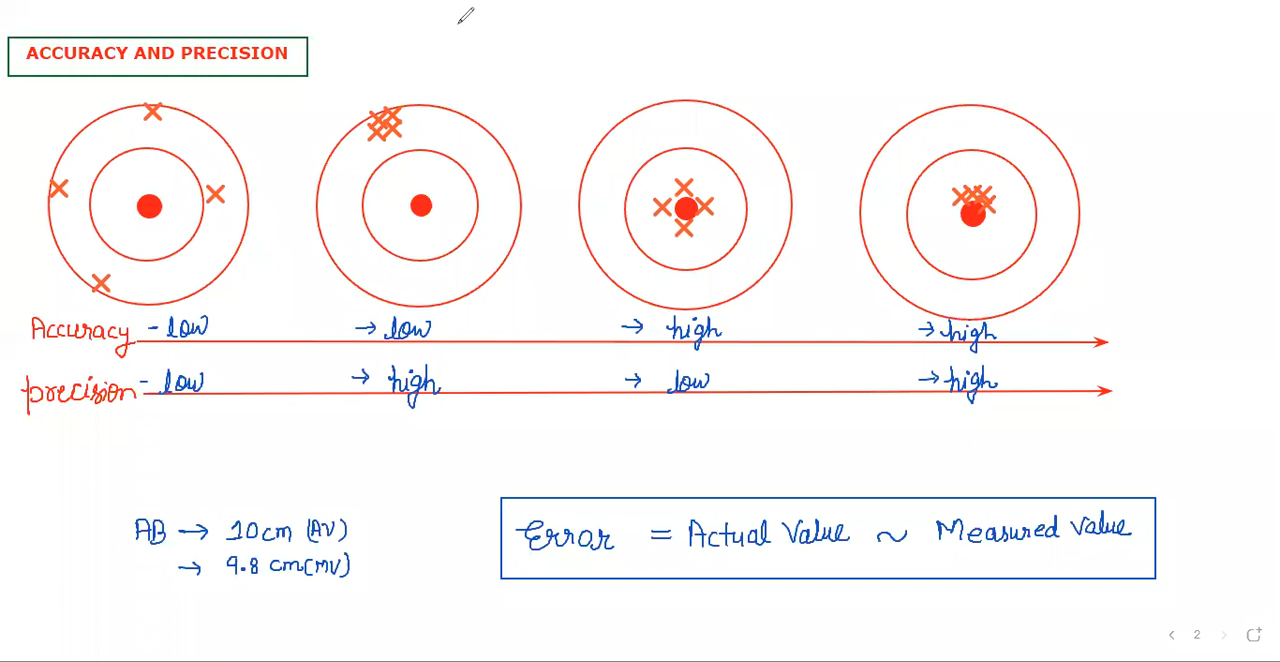 ACCURACY AND PRECISION
Accuracy - low → low → high → high
precision - low → high → low → high
AB → 10cm (AV)
→ 9.8 cm (MV)
Error = Actual Value ~ Measured value
2